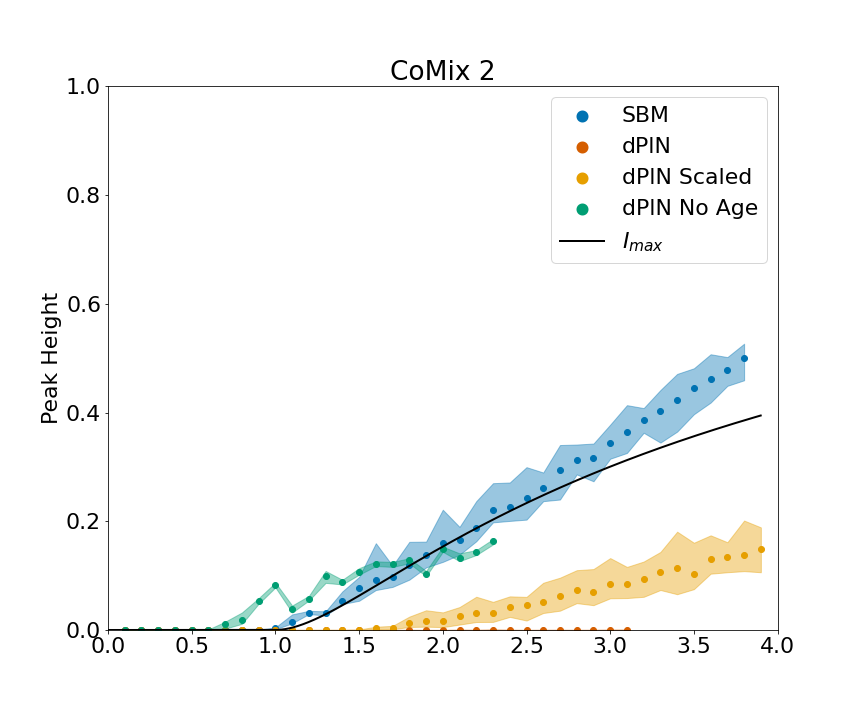 CoMix 2
1.0
0.8
0.6
0.4
0.2
0.0
Peak Height
SBM
dPIN
dPIN Scaled
dPIN No Age
I_max
0.0 0.5 1.0 1.5 2.0 2.5 3.0 3.5 4.0